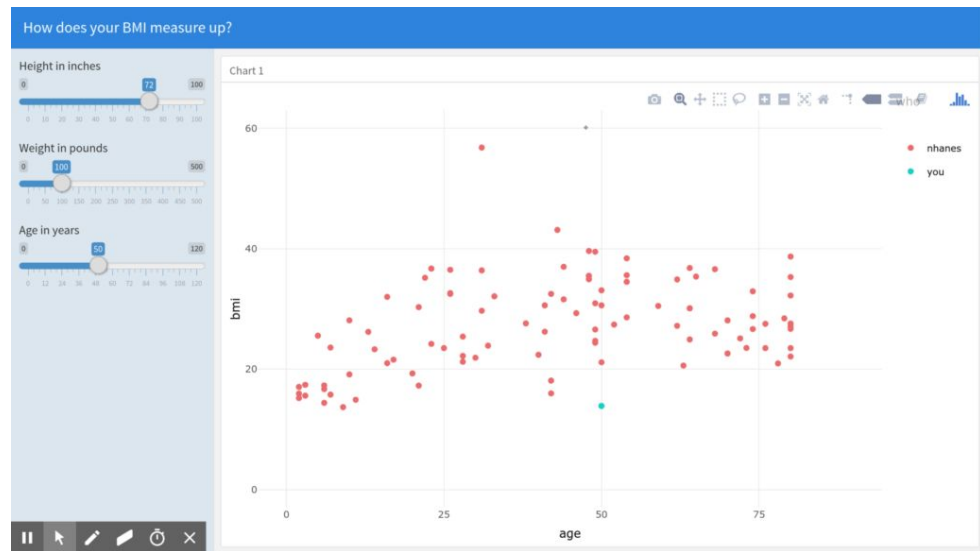 How does your BMI measure up?
Height in inches
0 72 100
0 10 20 30 40 50 60 70 80 90 100
Weight in pounds
0 100 500
0 50 100 150 200 250 300 350 400 450 500
Age in years
0 50 120
0 12 24 36 48 60 72 84 96 108 120
Chart 1
who
nhanes
you
bmi
60
40
20
0
0 25 50 75
age